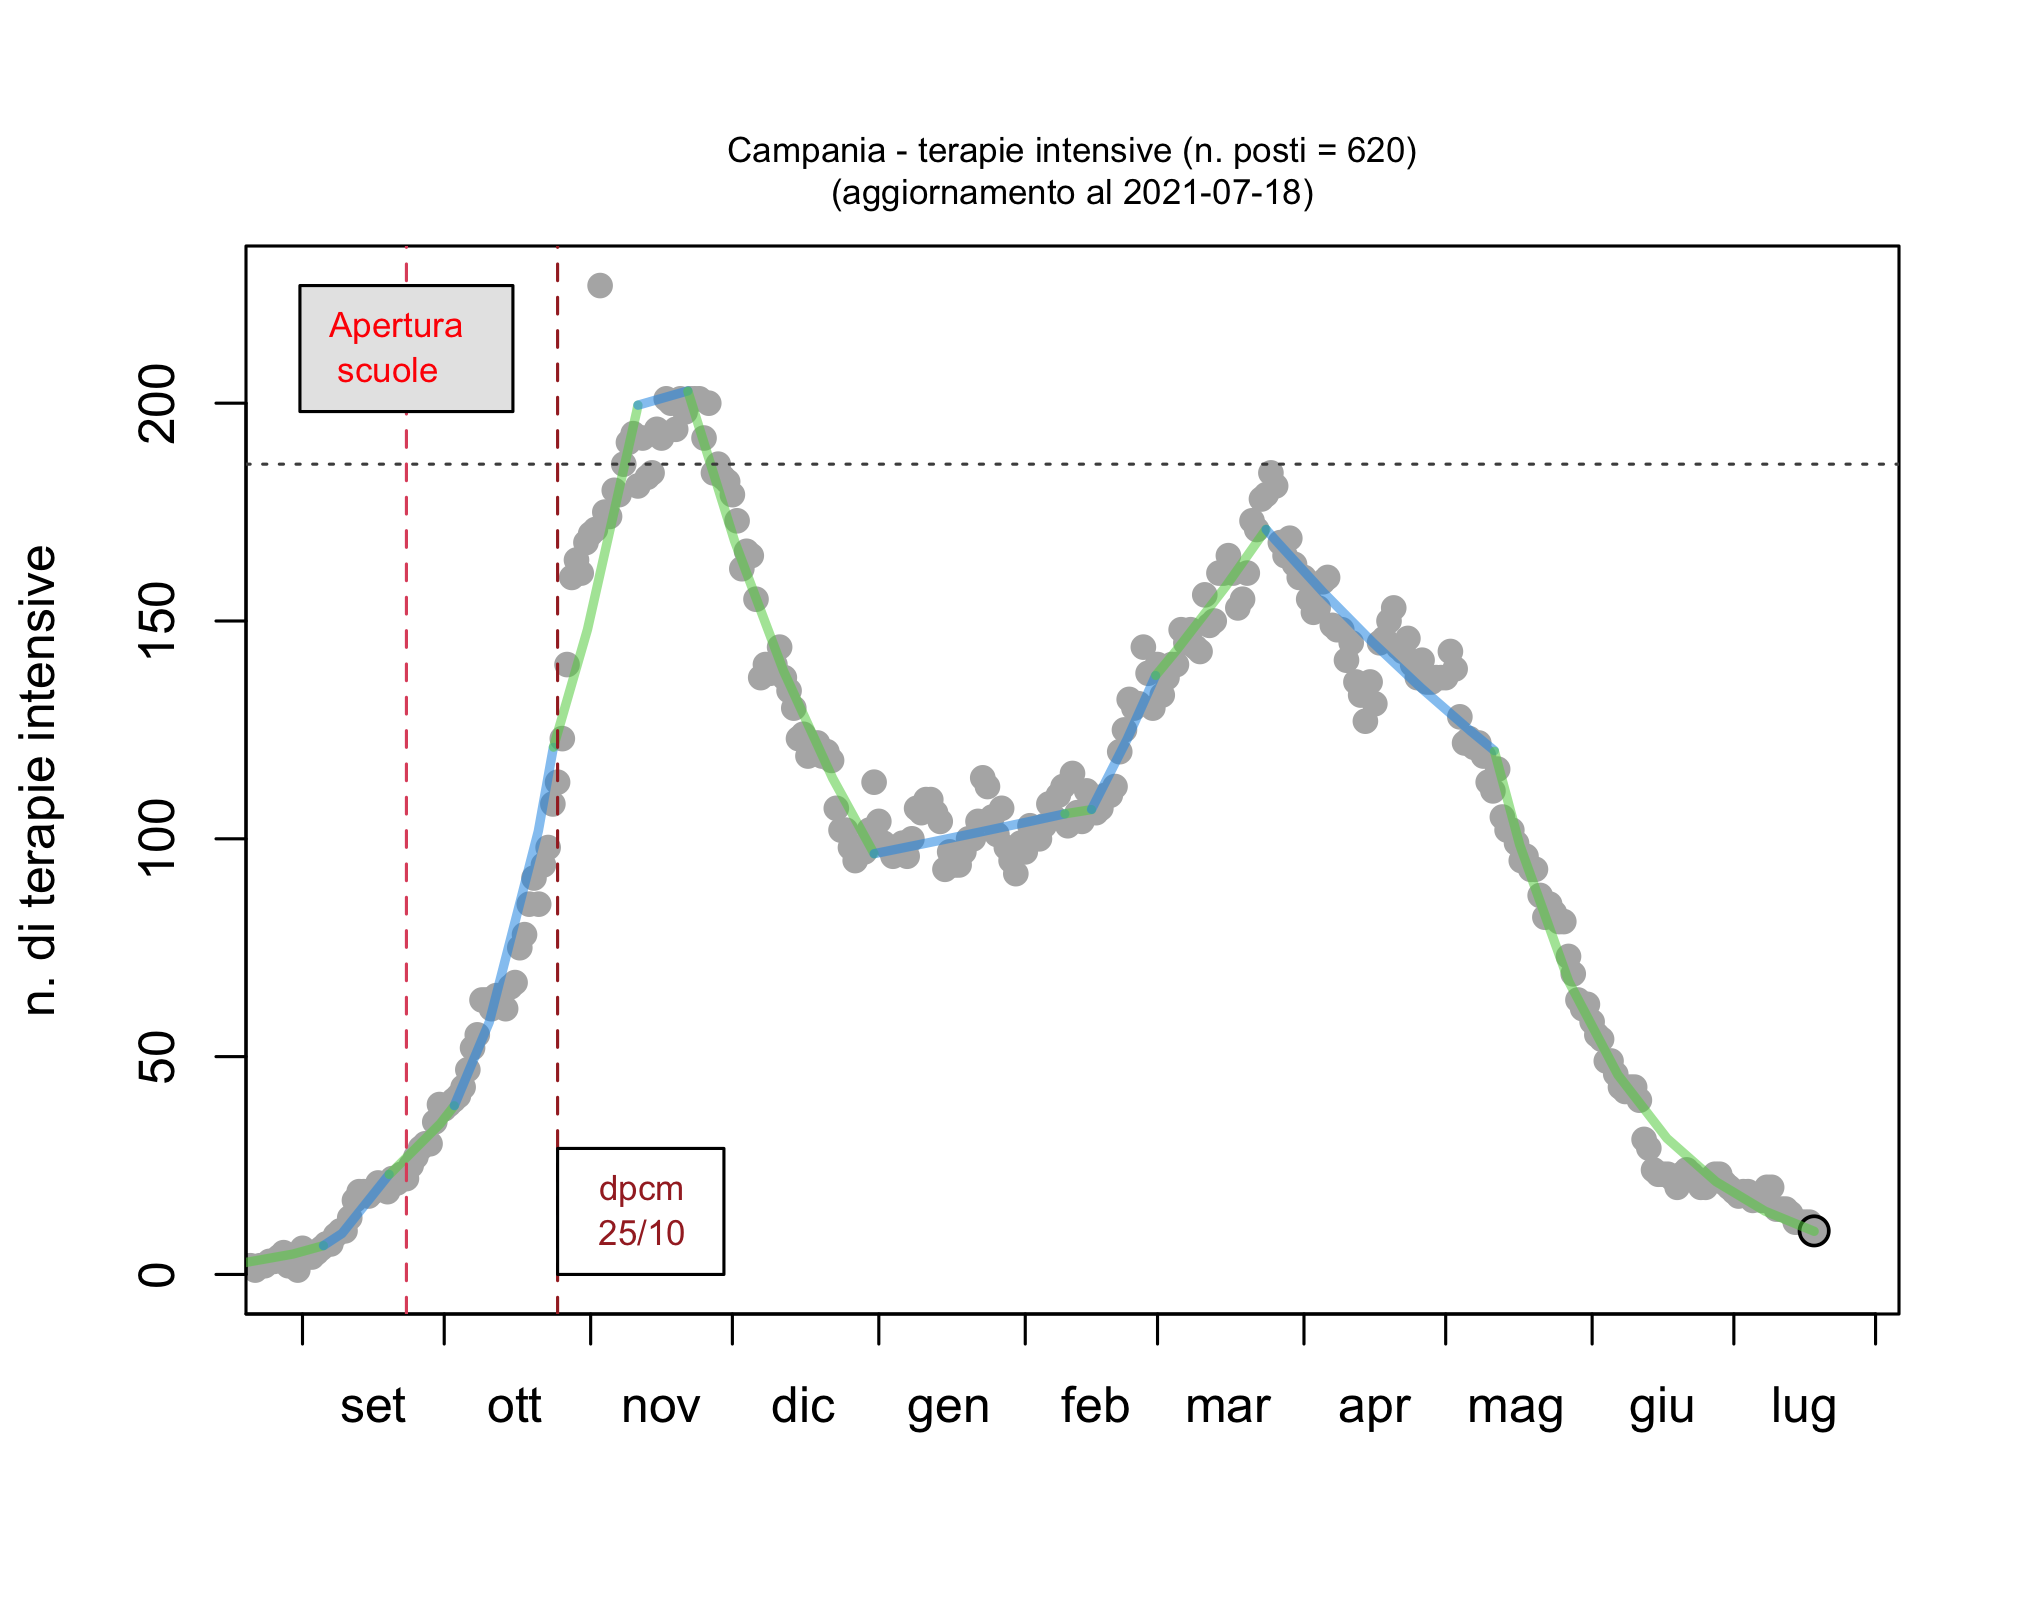 Campania - terapie intensive (n. posti = 620)
(aggiornamento al 2021-07-18)
n. di terapie intensive
200
150
100
50
0
Apertura
scuole
dpcm
25/10
set ott nov dic gen feb mar apr mag giu lug